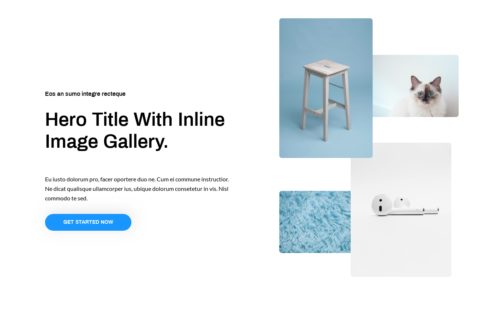 Eos an sumo integre recteque
Hero Title With Inline
Image Gallery.
Eu iusto dolorum pro, facer oportere duo ne. Cum ei commune instructior.
Ne dicat qualisque ullamcorper ius, ubique dolorum consetetur in vis. Nisl
commodo te sed.
GET STARTED NOW